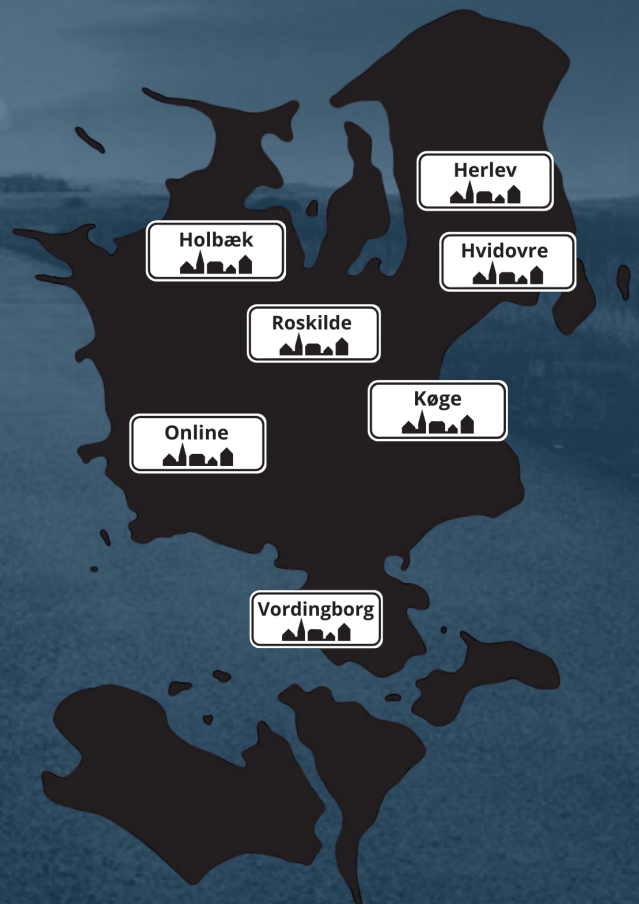 Herlev
Holbæk
Hvidovre
Roskilde
Køge
Online
Vordingborg